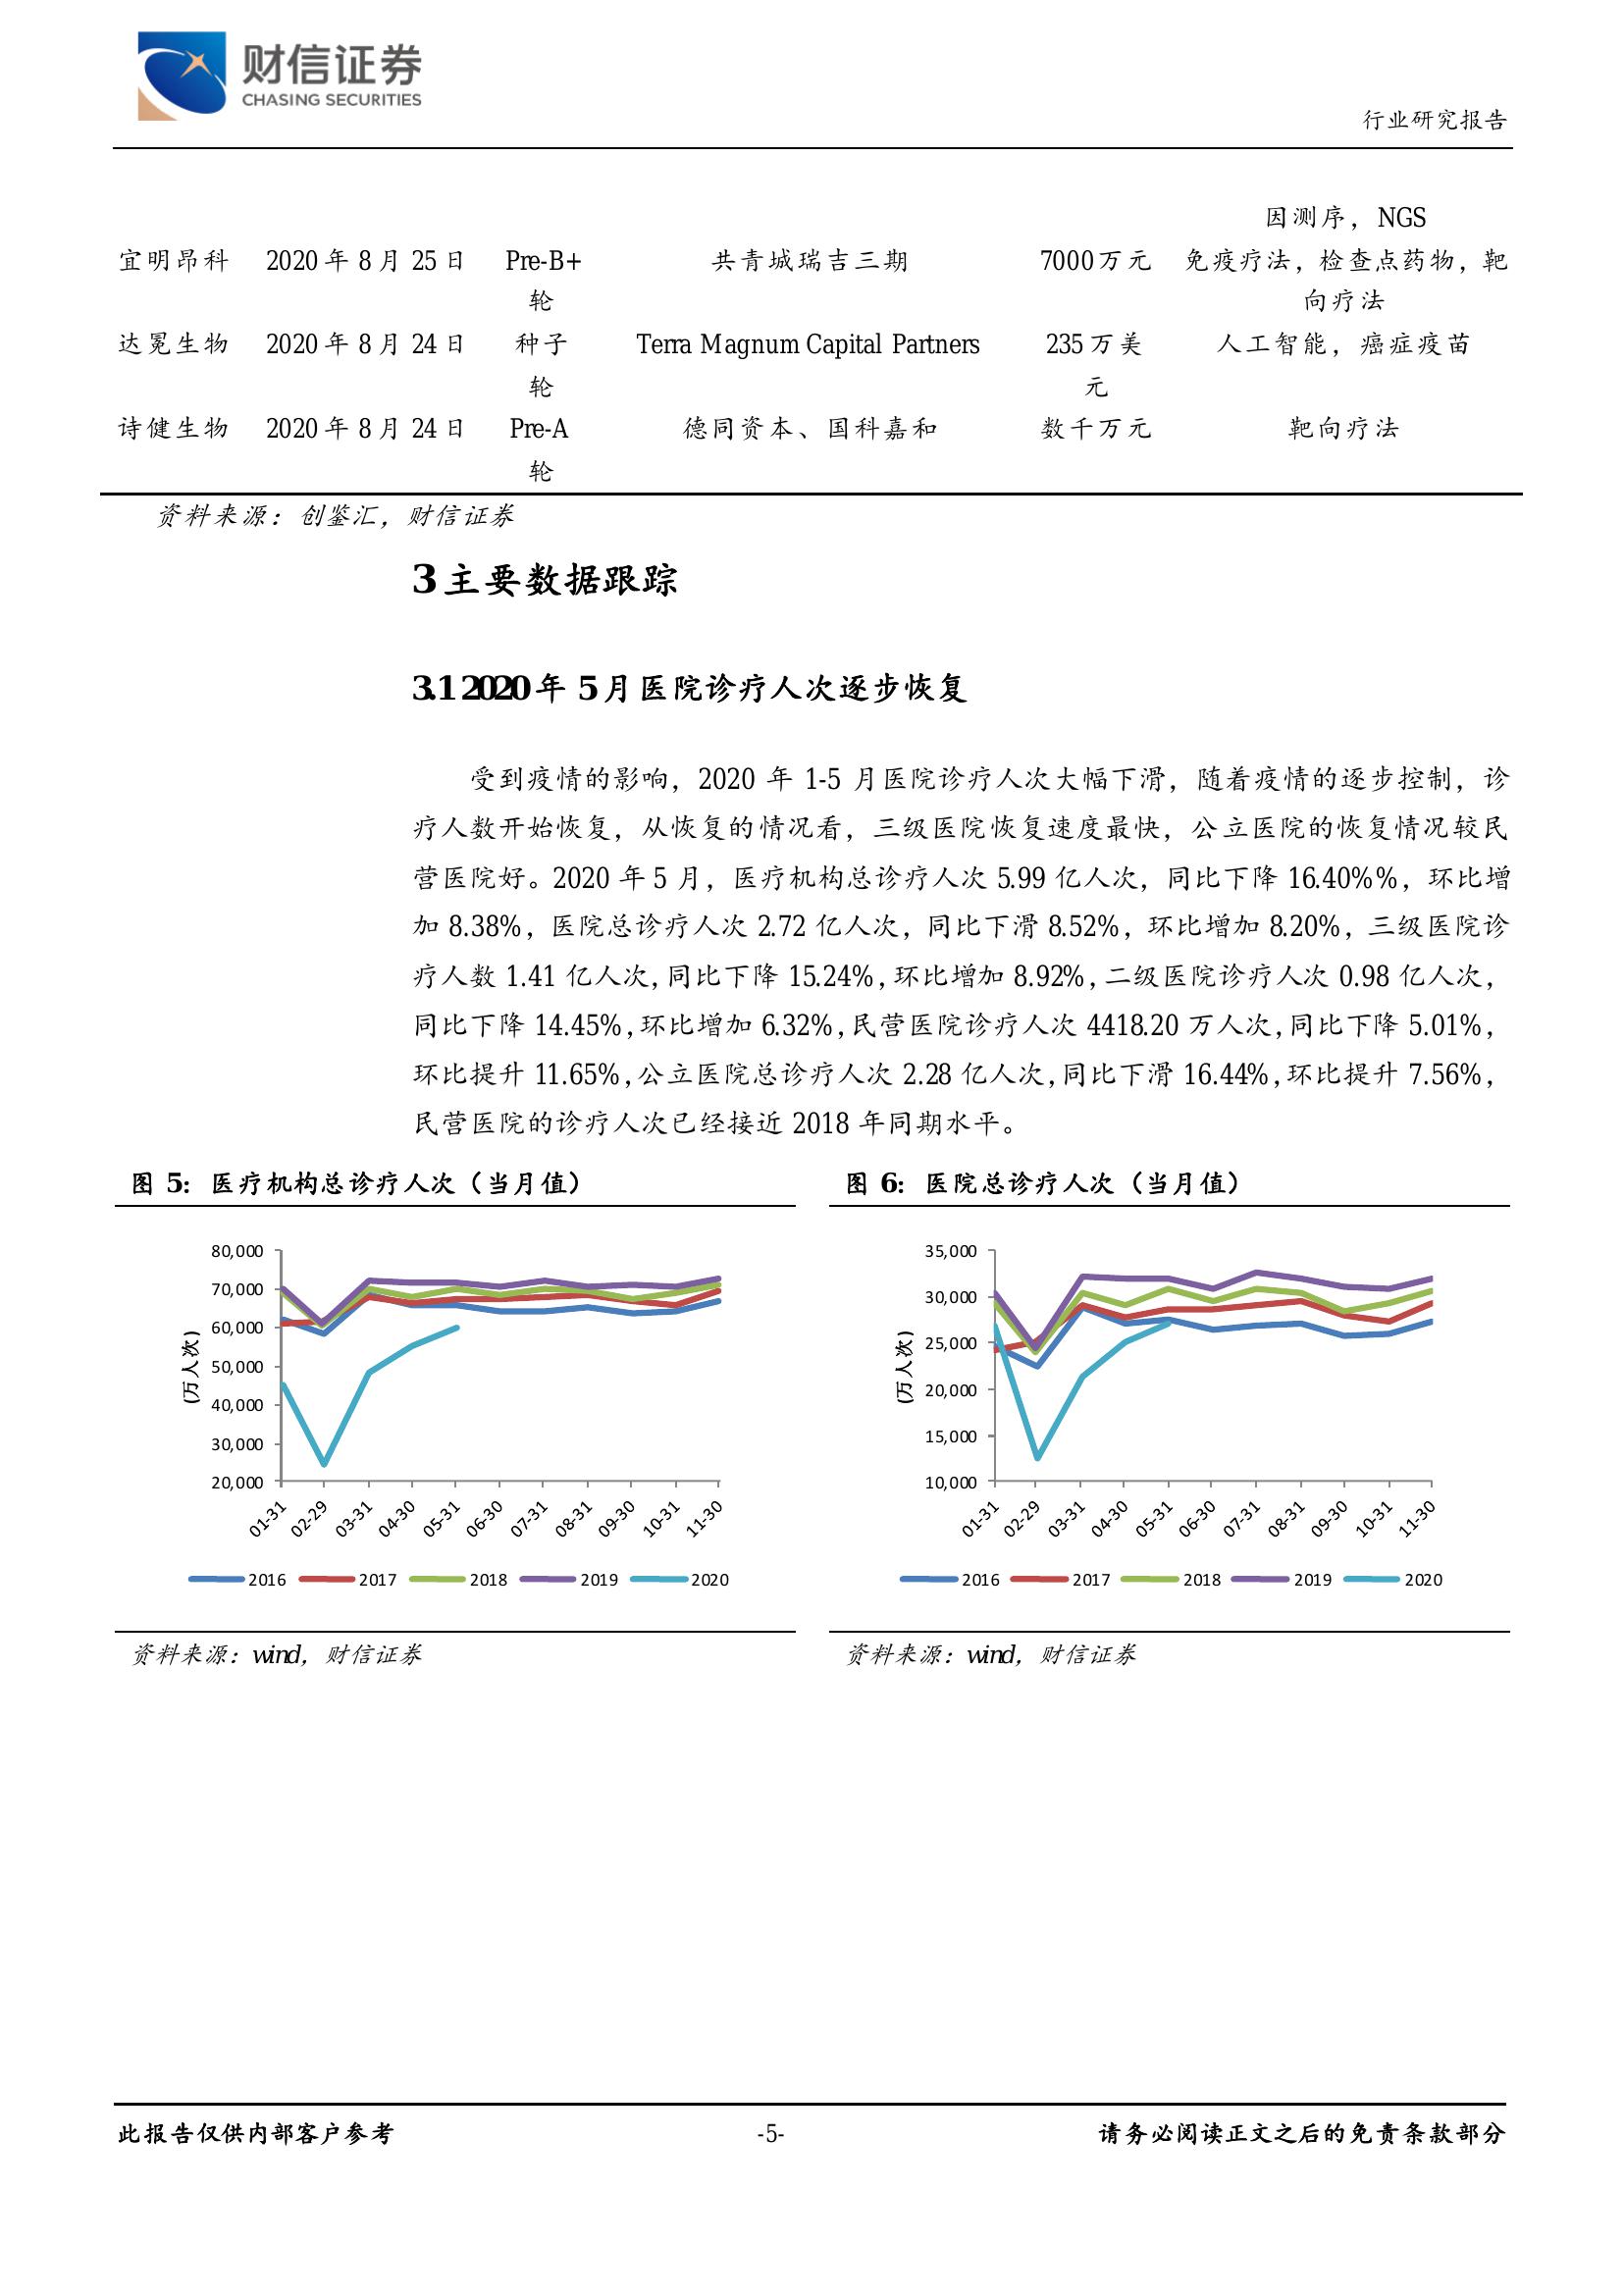 财信证券
CHASING SECURITIES
行业研究报告
因测序，NGS
宜明昂科 2020 年 8 月 25 日 Pre-B+ 共青城瑞吉三期 7000 万元 免疫疗法，检查点药物，靶
轮 向疗法
达冕生物 2020 年 8 月 24 日 种子 Terra Magnum Capital Partners 235 万美 人工智能，癌症疫苗
轮 元
诗健生物 2020 年 8 月 24 日 Pre-A 德同资本、国科嘉和 数千万元 靶向疗法
轮
资料来源：创鉴汇，财信证券
3 主要数据跟踪
3.1 2020 年 5 月医院诊疗人次逐步恢复
受到疫情的影响，2020 年 1-5 月医院诊疗人次大幅下滑，随着疫情的逐步控制，诊
疗人数开始恢复，从恢复的情况看，三级医院恢复速度最快，公立医院的恢复情况较民
营医院好。2020 年 5 月，医疗机构总诊疗人次 5.99 亿人次，同比下降 16.40%%，环比增
加 8.38%，医院总诊疗人次 2.72 亿人次，同比下滑 8.52%，环比增加 8.20%，三级医院诊
疗人数 1.41 亿人次，同比下降 15.24%，环比增加 8.92%，二级医院诊疗人次 0.98 亿人次，
同比下降 14.45%，环比增加 6.32%，民营医院诊疗人次 4418.20 万人次，同比下降 5.01%，
环比提升 11.65%，公立医院总诊疗人次 2.28 亿人次，同比下滑 16.44%，环比提升 7.56%，
民营医院的诊疗人次已经接近 2018 年同期水平。
图 5：医疗机构总诊疗人次（当月值）
(万人次)
80,000
70,000
60,000
50,000
40,000
30,000
20,000
01-31 02-29 03-31 04-30 05-31 06-30 07-31 08-31 09-30 10-31 11-30
2016 2017 2018 2019 2020
资料来源：wind，财信证券
图 6：医院总诊疗人次（当月值）
(万人次)
35,000
30,000
25,000
20,000
15,000
10,000
01-31 02-29 03-31 04-30 05-31 06-30 07-31 08-31 09-30 10-31 11-30
2016 2017 2018 2019 2020
资料来源：wind，财信证券
此报告仅供内部客户参考 -5- 请务必阅读正文之后的免责条款部分